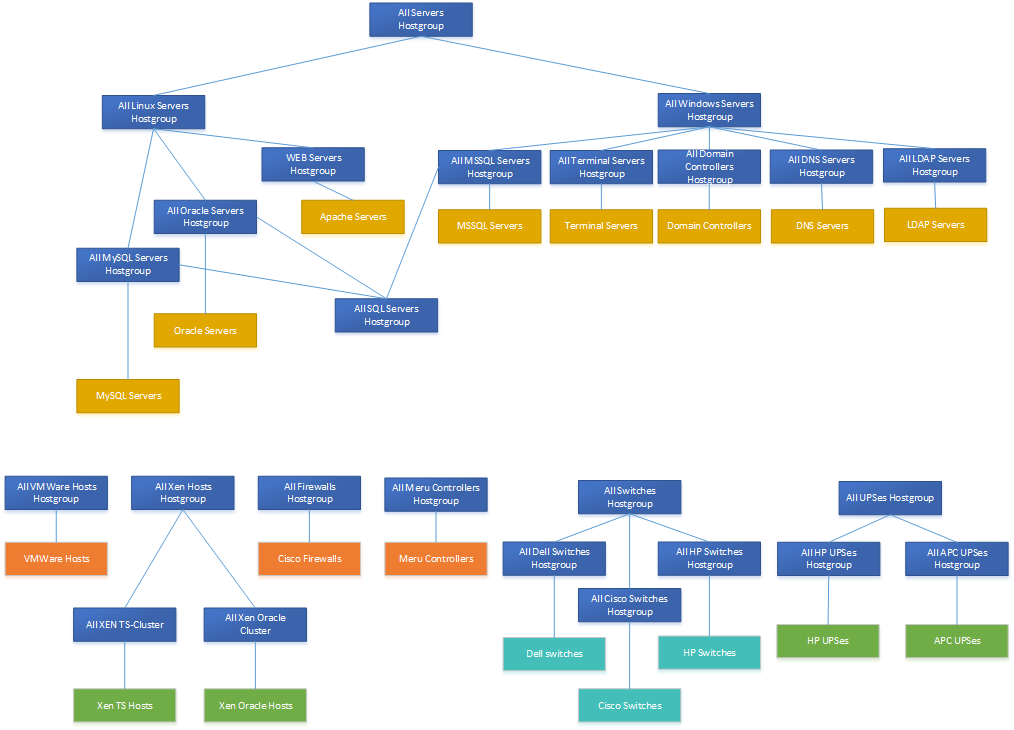 All Servers
Hostgroup
All Linux Servers
Hostgroup
All Windows Servers
Hostgroup
WEB Servers
Hostgroup
All MSSQL Servers
Hostgroup
All Terminal Servers
Hostgroup
All Domain
Controllers
Hostgroup
All DNS Servers
Hostgroup
All LDAP Servers
Hostgroup
All Oracle Servers
Hostgroup
Apache Servers
MSSQL Servers
Terminal Servers
Domain Controllers
DNS Servers
LDAP Servers
All MySQL Servers
Hostgroup
All SQL Servers
Hostgroup
Oracle Servers
MySQL Servers
All VMWare Hosts
Hostgroup
All Xen Hosts
Hostgroup
All Firewalls
Hostgroup
All Meru Controllers
Hostgroup
All Switches
Hostgroup
All UPSes Hostgroup
VMWare Hosts
Cisco Firewalls
Meru Controllers
All Dell Switches
Hostgroup
All HP Switches
Hostgroup
All HP UPSes
Hostgroup
All APC UPSes
Hostgroup
All Cisco Switches
Hostgroup
All XEN TS-Cluster
All Xen Oracle
Cluster
Dell switches
HP Switches
HP UPSes
APC UPSes
Xen TS Hosts
Xen Oracle Hosts
Cisco Switches